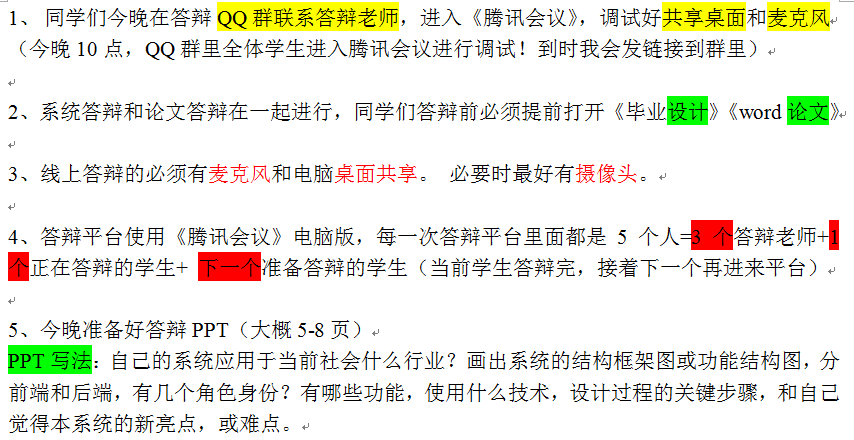 1、 同学们今晚在答辩 QQ 群联系答辩老师，进入《腾讯会议》，调试好共享桌面和麦克风
（今晚 10 点，QQ 群里全体学生进入腾讯会议进行调试！到时我会发链接到群里）
2、系统答辩和论文答辩在一起进行，同学们答辩前必须提前打开《毕业设计》《word 论文》
3、线上答辩的必须有麦克风和电脑桌面共享。 必要时最好有摄像头。
4、答辩平台使用《腾讯会议》电脑版，每一次答辩平台里面都是 5 个人=3 个答辩老师+1
个正在答辩的学生+ 下一个准备答辩的学生（当前学生答辩完，接着下一个再进来平台）
5、今晚准备好答辩 PPT（大概 5-8 页）
PPT 写法：自己的系统应用于当前社会什么行业？画出系统的结构框架图或功能结构图，分
前端和后端，有几个角色身份？有哪些功能，使用什么技术，设计过程的关键步骤，和自己
觉得本系统的新亮点，或难点。